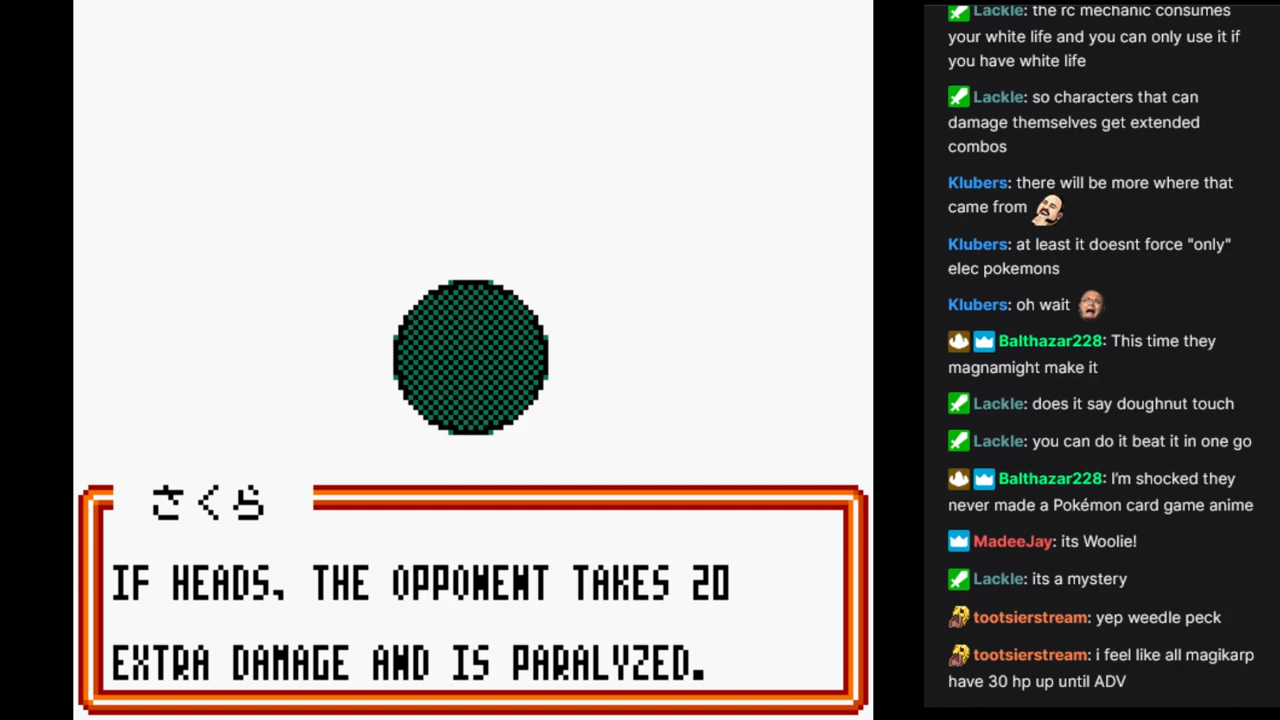 さくら
IF HEADS, THE OPPONENT TAKES 20
EXTRA DAMAGE AND IS PARALYZED.
Lackle: the rc mechanic consumes
your white life and you can only use it if
you have white life
Lackle: so characters that can
damage themselves get extended
combos
Klubers: there will be more where that
came from
Klubers: at least it doesnt force "only"
elec pokemons
Klubers: oh wait
Balthazar228: This time they
magnamight make it
Lackle: does it say doughnut touch
Lackle: you can do it beat it in one go
Balthazar228: I'm shocked they
never made a Pokémon card game anime
MadeeJay: its Woolie!
Lackle: its a mystery
tootsierstream: yep weedle peck
tootsierstream: i feel like all magikarp
have 30 hp up until ADV